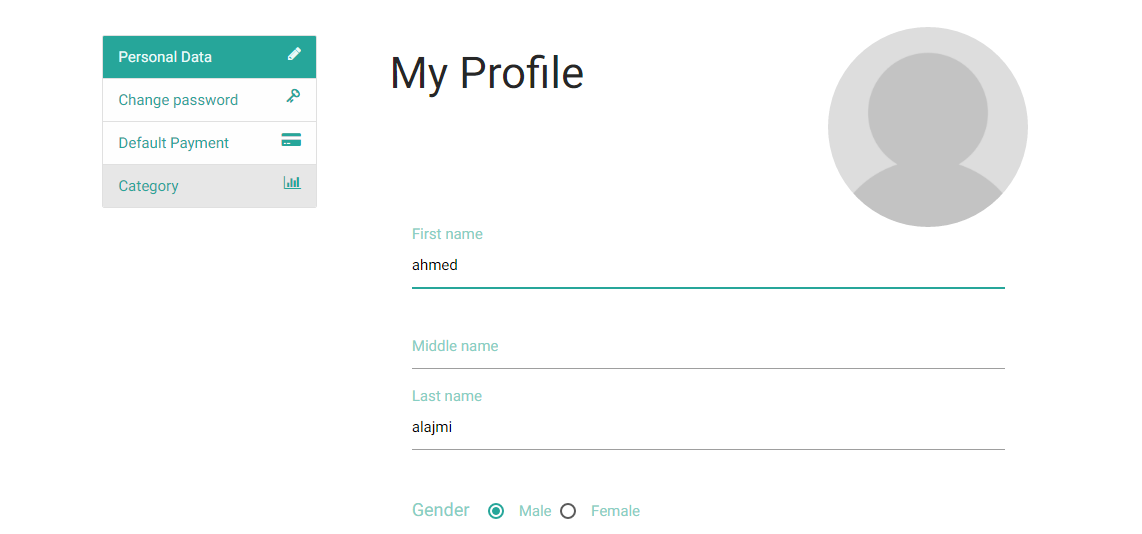 Personal Data
Change password
Default Payment
Category
My Profile
First name
ahmed
Middle name
Last name
alajmi
Gender Male Female